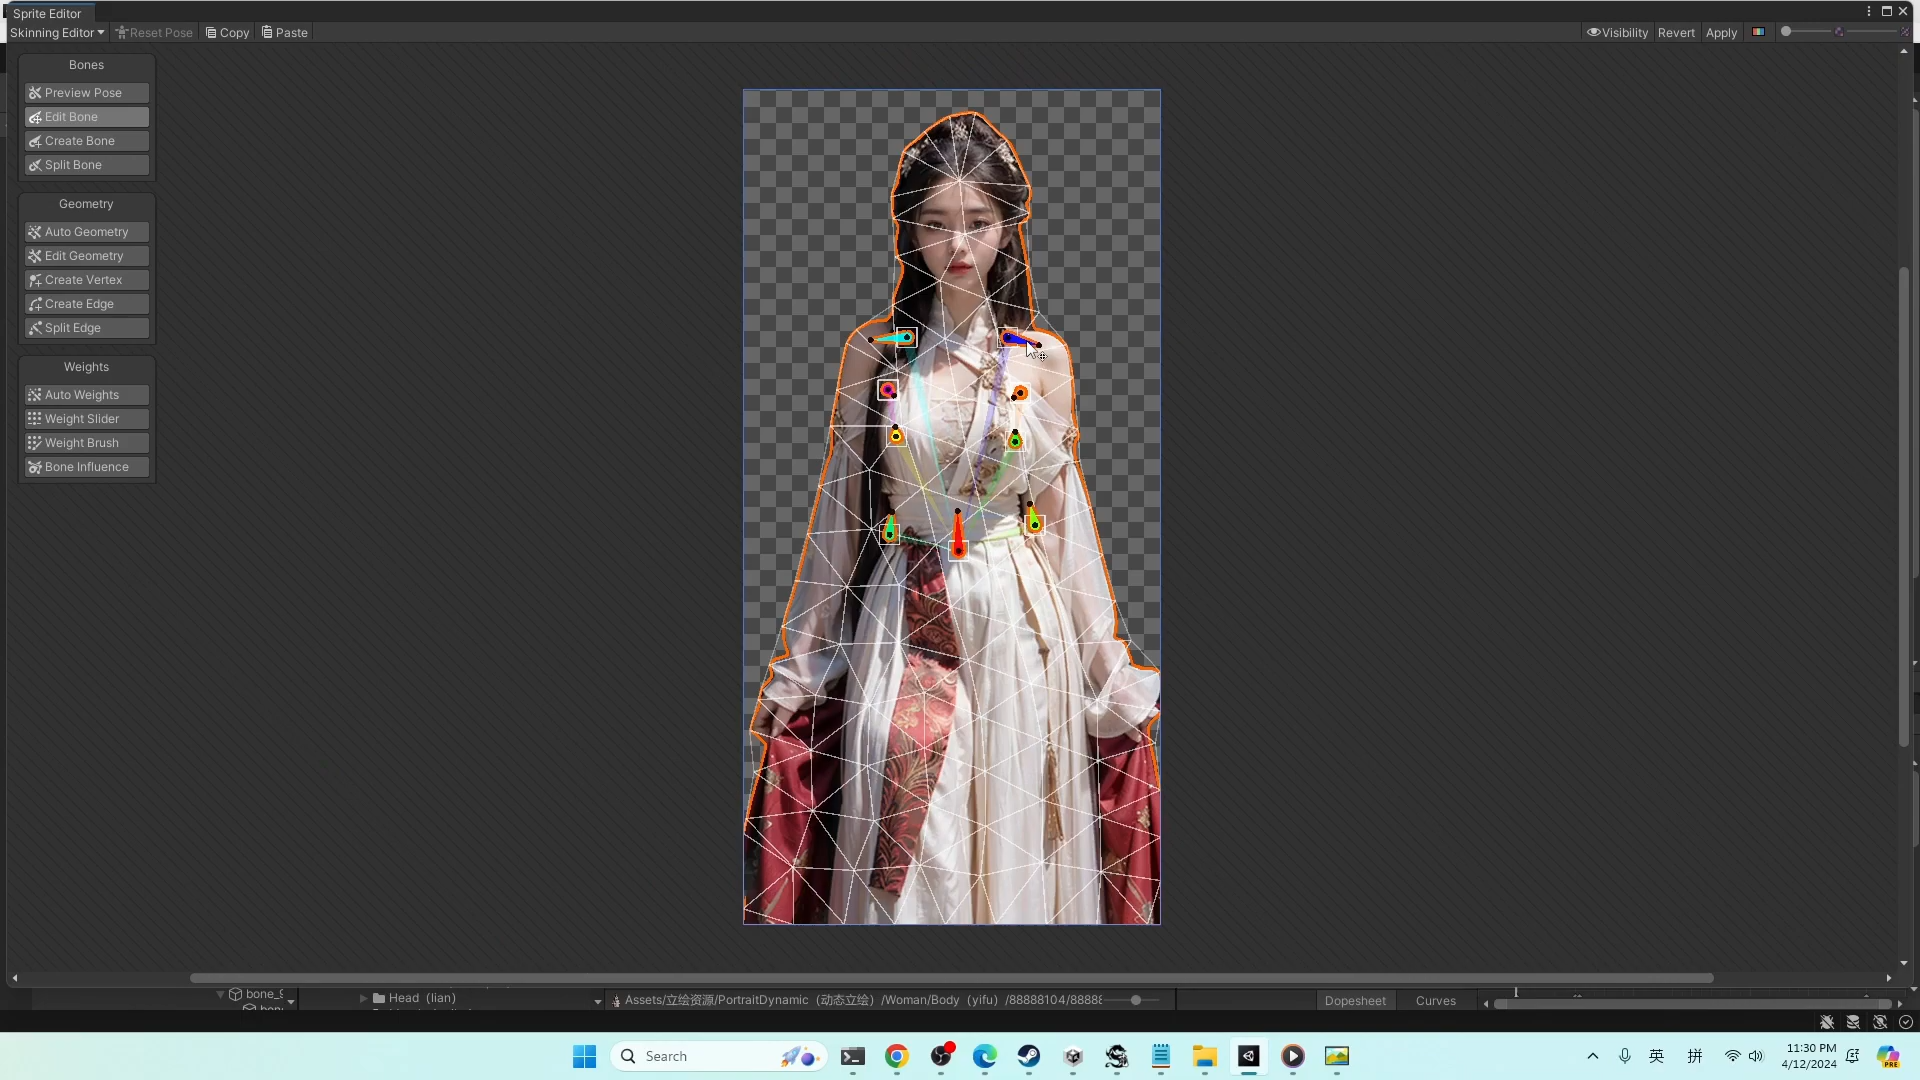 Sprite Editor
Skinning Editor
Reset Pose
Copy
Paste
Visibility
Revert
Apply
Bones
Preview Pose
Edit Bone
Create Bone
Split Bone
Geometry
Auto Geometry
Edit Geometry
Create Vertex
Create Edge
Split Edge
Weights
Auto Weights
Weight Slider
Weight Brush
Bone Influence
Head（lian）
Assets/立绘资源/PortraitDynamic（动态立绘）/Woman/Body（yifu）/88888104/8888
Dopesheet
Curves
Search
英
拼
11:30 PM
4/12/2024
PRE